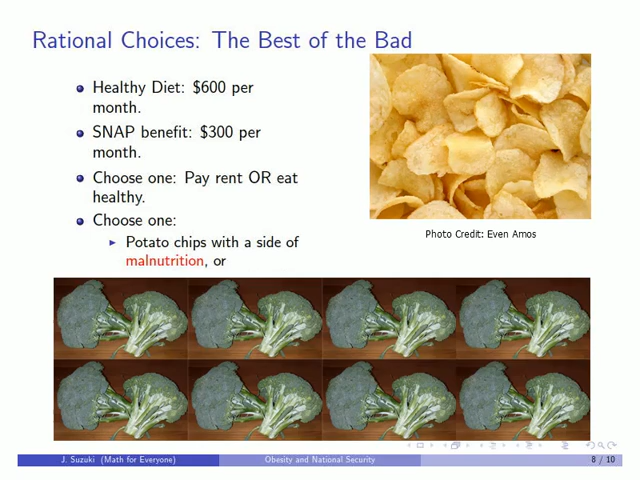 Rational Choices: The Best of the Bad
Healthy Diet: $600 per
month.
SNAP benefit: $300 per
month.
Choose one: Pay rent OR eat
healthy.
Choose one:
Potato chips with a side of
malnutrition, or
Photo Credit: Even Amos
J. Suzuki (Math for Everyone)
Obesity and National Security
8 / 10